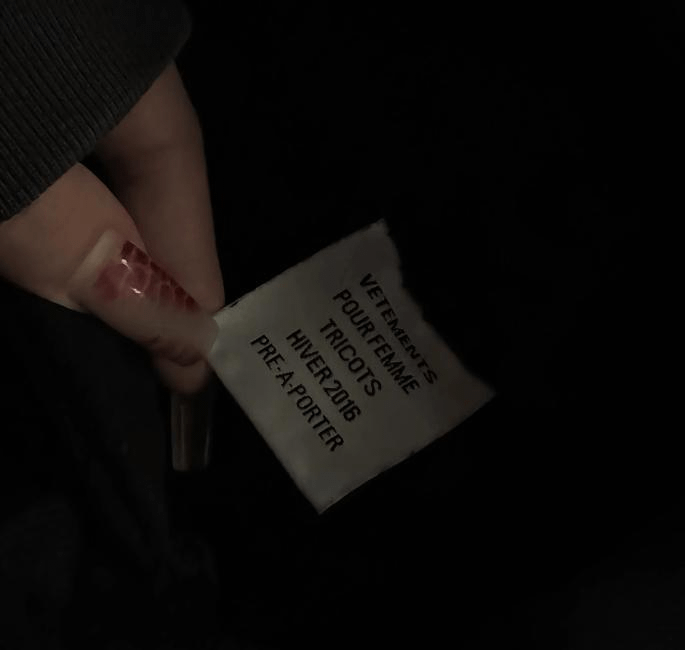 VETEMENTS
POUR FEMME
TRICOTS
HIVER 2016
PRE-A-PORTER